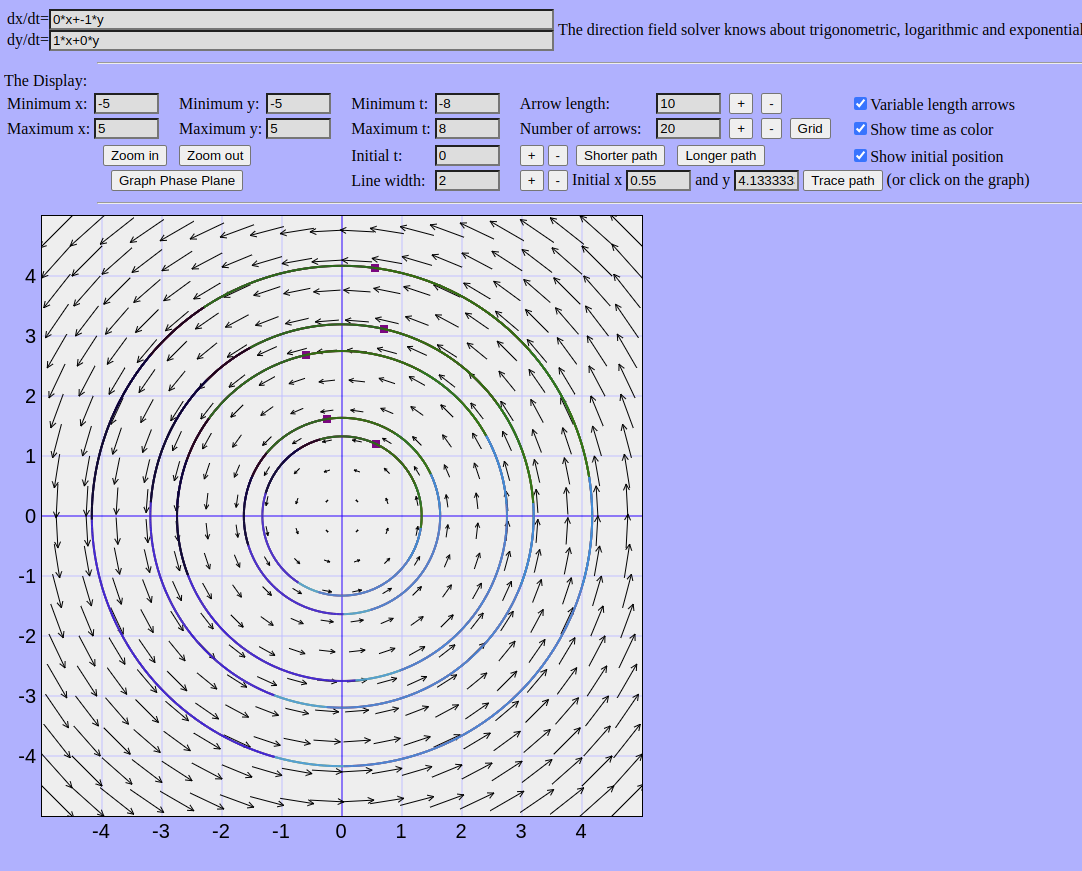 dx/dt= 0*x+-1*y
The direction field solver knows about trigonometric, logarithmic and exponential
dy/dt= 1*x+0*y
The Display:
Minimum x: -5 Minimum y: -5 Minimum t: -8 Arrow length: 10 + - Variable length arrows
Maximum x: 5 Maximum y: 5 Maximum t: 8 Number of arrows: 20 + - Grid Show time as color
Zoom in Zoom out Initial t: 0 + - Shorter path Longer path Show initial position
Graph Phase Plane Line width: 2 + - Initial x 0.55 and y 4.133333 Trace path (or click on the graph)
4
3
2
1
0
-1
-2
-3
-4
-4 -3 -2 -1 0 1 2 3 4